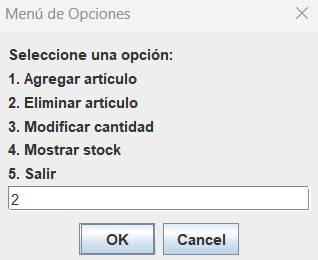 Menú de Opciones
Seleccione una opción:
1. Agregar artículo
2. Eliminar artículo
3. Modificar cantidad
4. Mostrar stock
5. Salir
2
OK Cancel